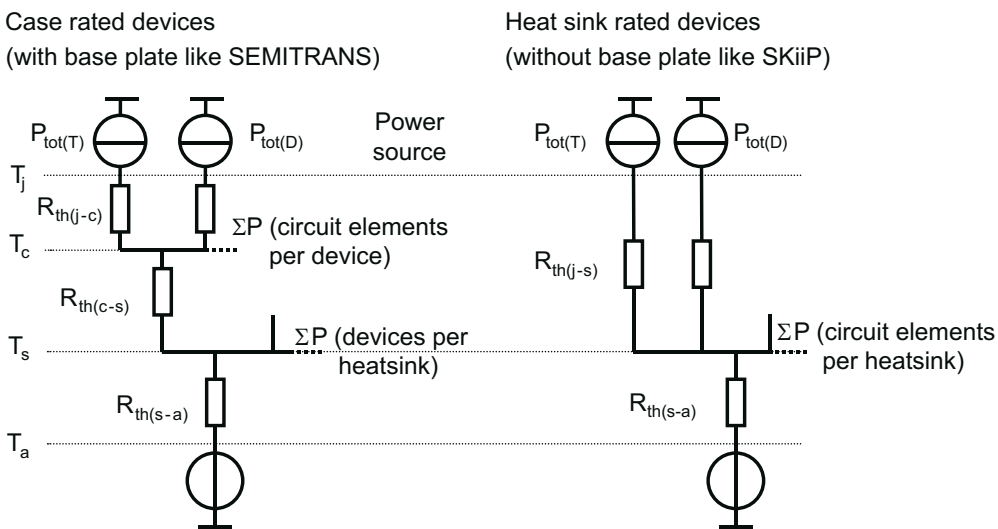 Case rated devices
(with base plate like SEMITRANS)
Heat sink rated devices
(without base plate like SKiiP)
P_tot(T)
P_tot(D)
Power
source
P_tot(T)
P_tot(D)
T_j
R_th(j-c)
ΣP (circuit elements
per device)
T_c
R_th(j-s)
R_th(c-s)
T_s
ΣP (devices per
heatsink)
ΣP (circuit elements
per heatsink)
R_th(s-a)
R_th(s-a)
T_a